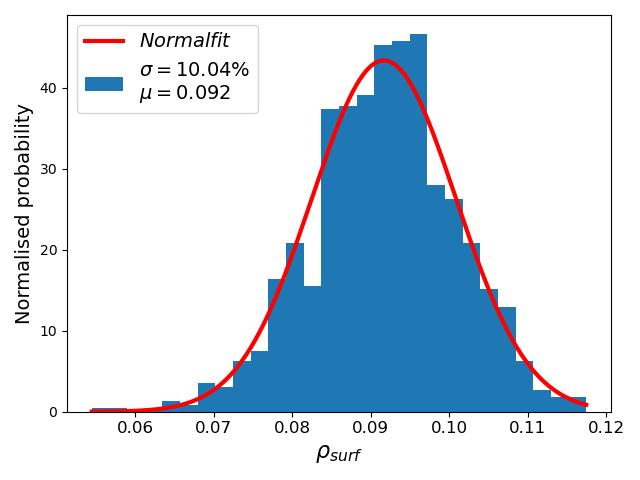 Normalfit
σ = 10.04%
μ = 0.092
Normalised probability
40
30
20
10
0
0.06 0.07 0.08 0.09 0.10 0.11 0.12
ρsurf